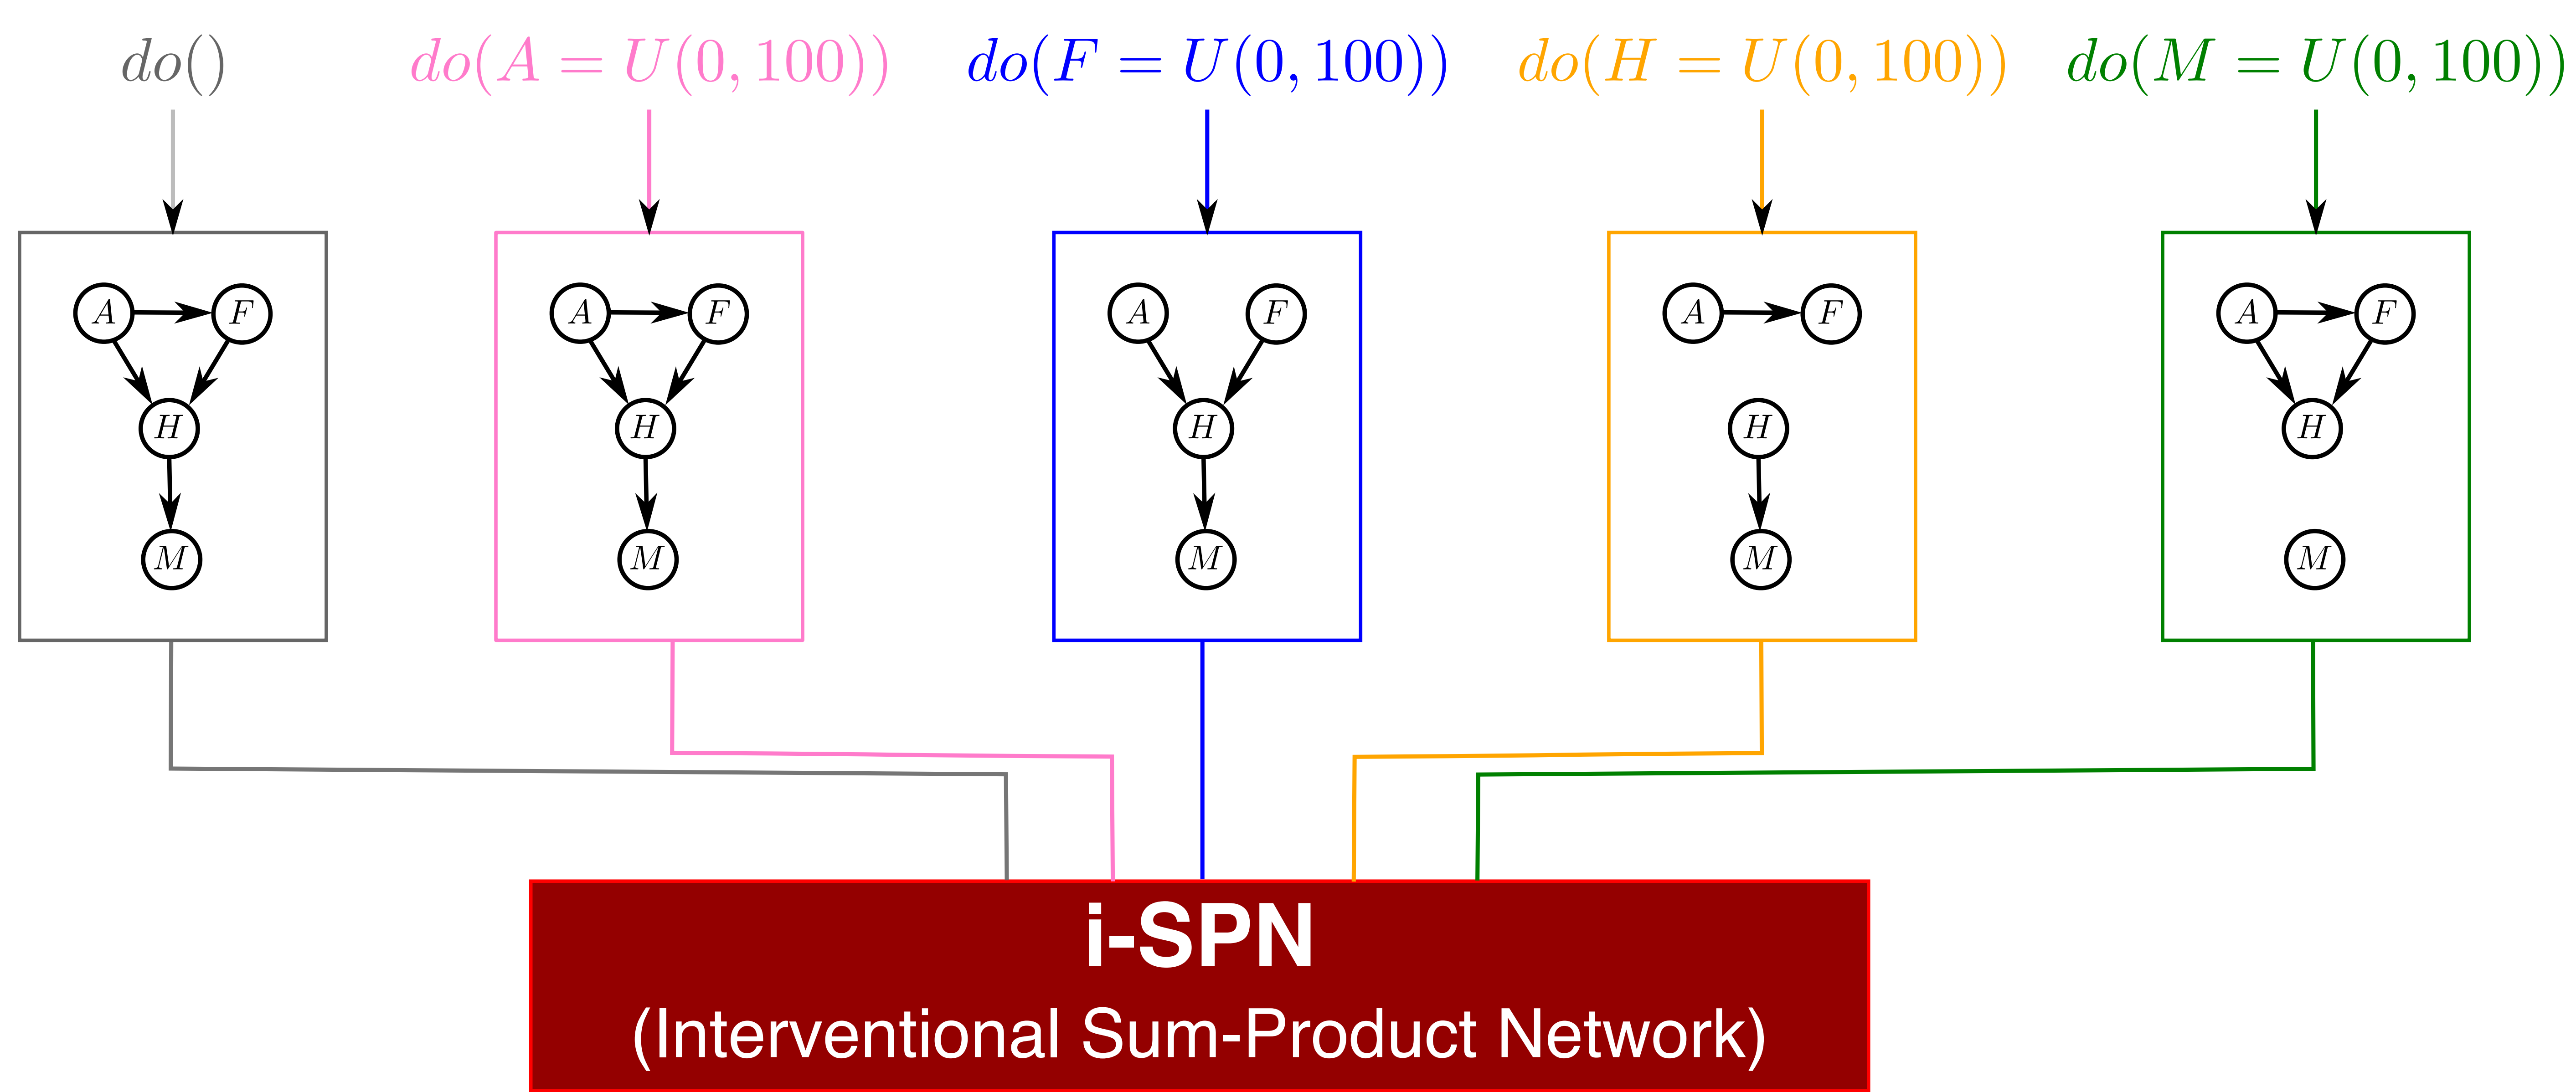 do()
do(A = U(0, 100))
do(F = U(0, 100))
do(H = U(0, 100))
do(M = U(0, 100))
A F
H
M
A F
H
M
A F
H
M
A F
H
M
A F
H
M
i-SPN
(Interventional Sum-Product Network)